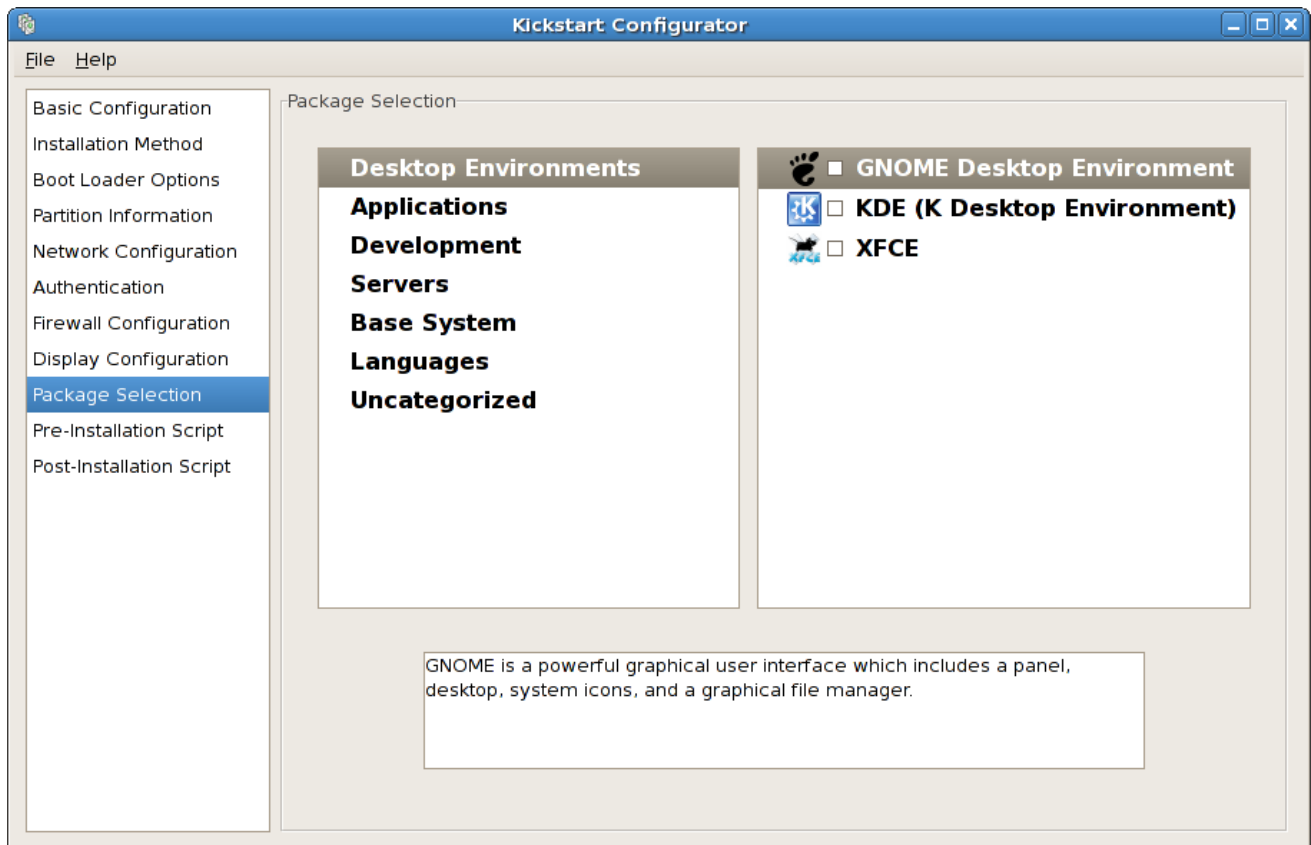 Kickstart Configurator
File Help
Basic Configuration
Installation Method
Boot Loader Options
Partition Information
Network Configuration
Authentication
Firewall Configuration
Display Configuration
Package Selection
Pre-Installation Script
Post-Installation Script
Package Selection
Desktop Environments
Applications
Development
Servers
Base System
Languages
Uncategorized
GNOME Desktop Environment
KDE (K Desktop Environment)
XFCE XFCE
GNOME is a powerful graphical user interface which includes a panel,
desktop, system icons, and a graphical file manager.